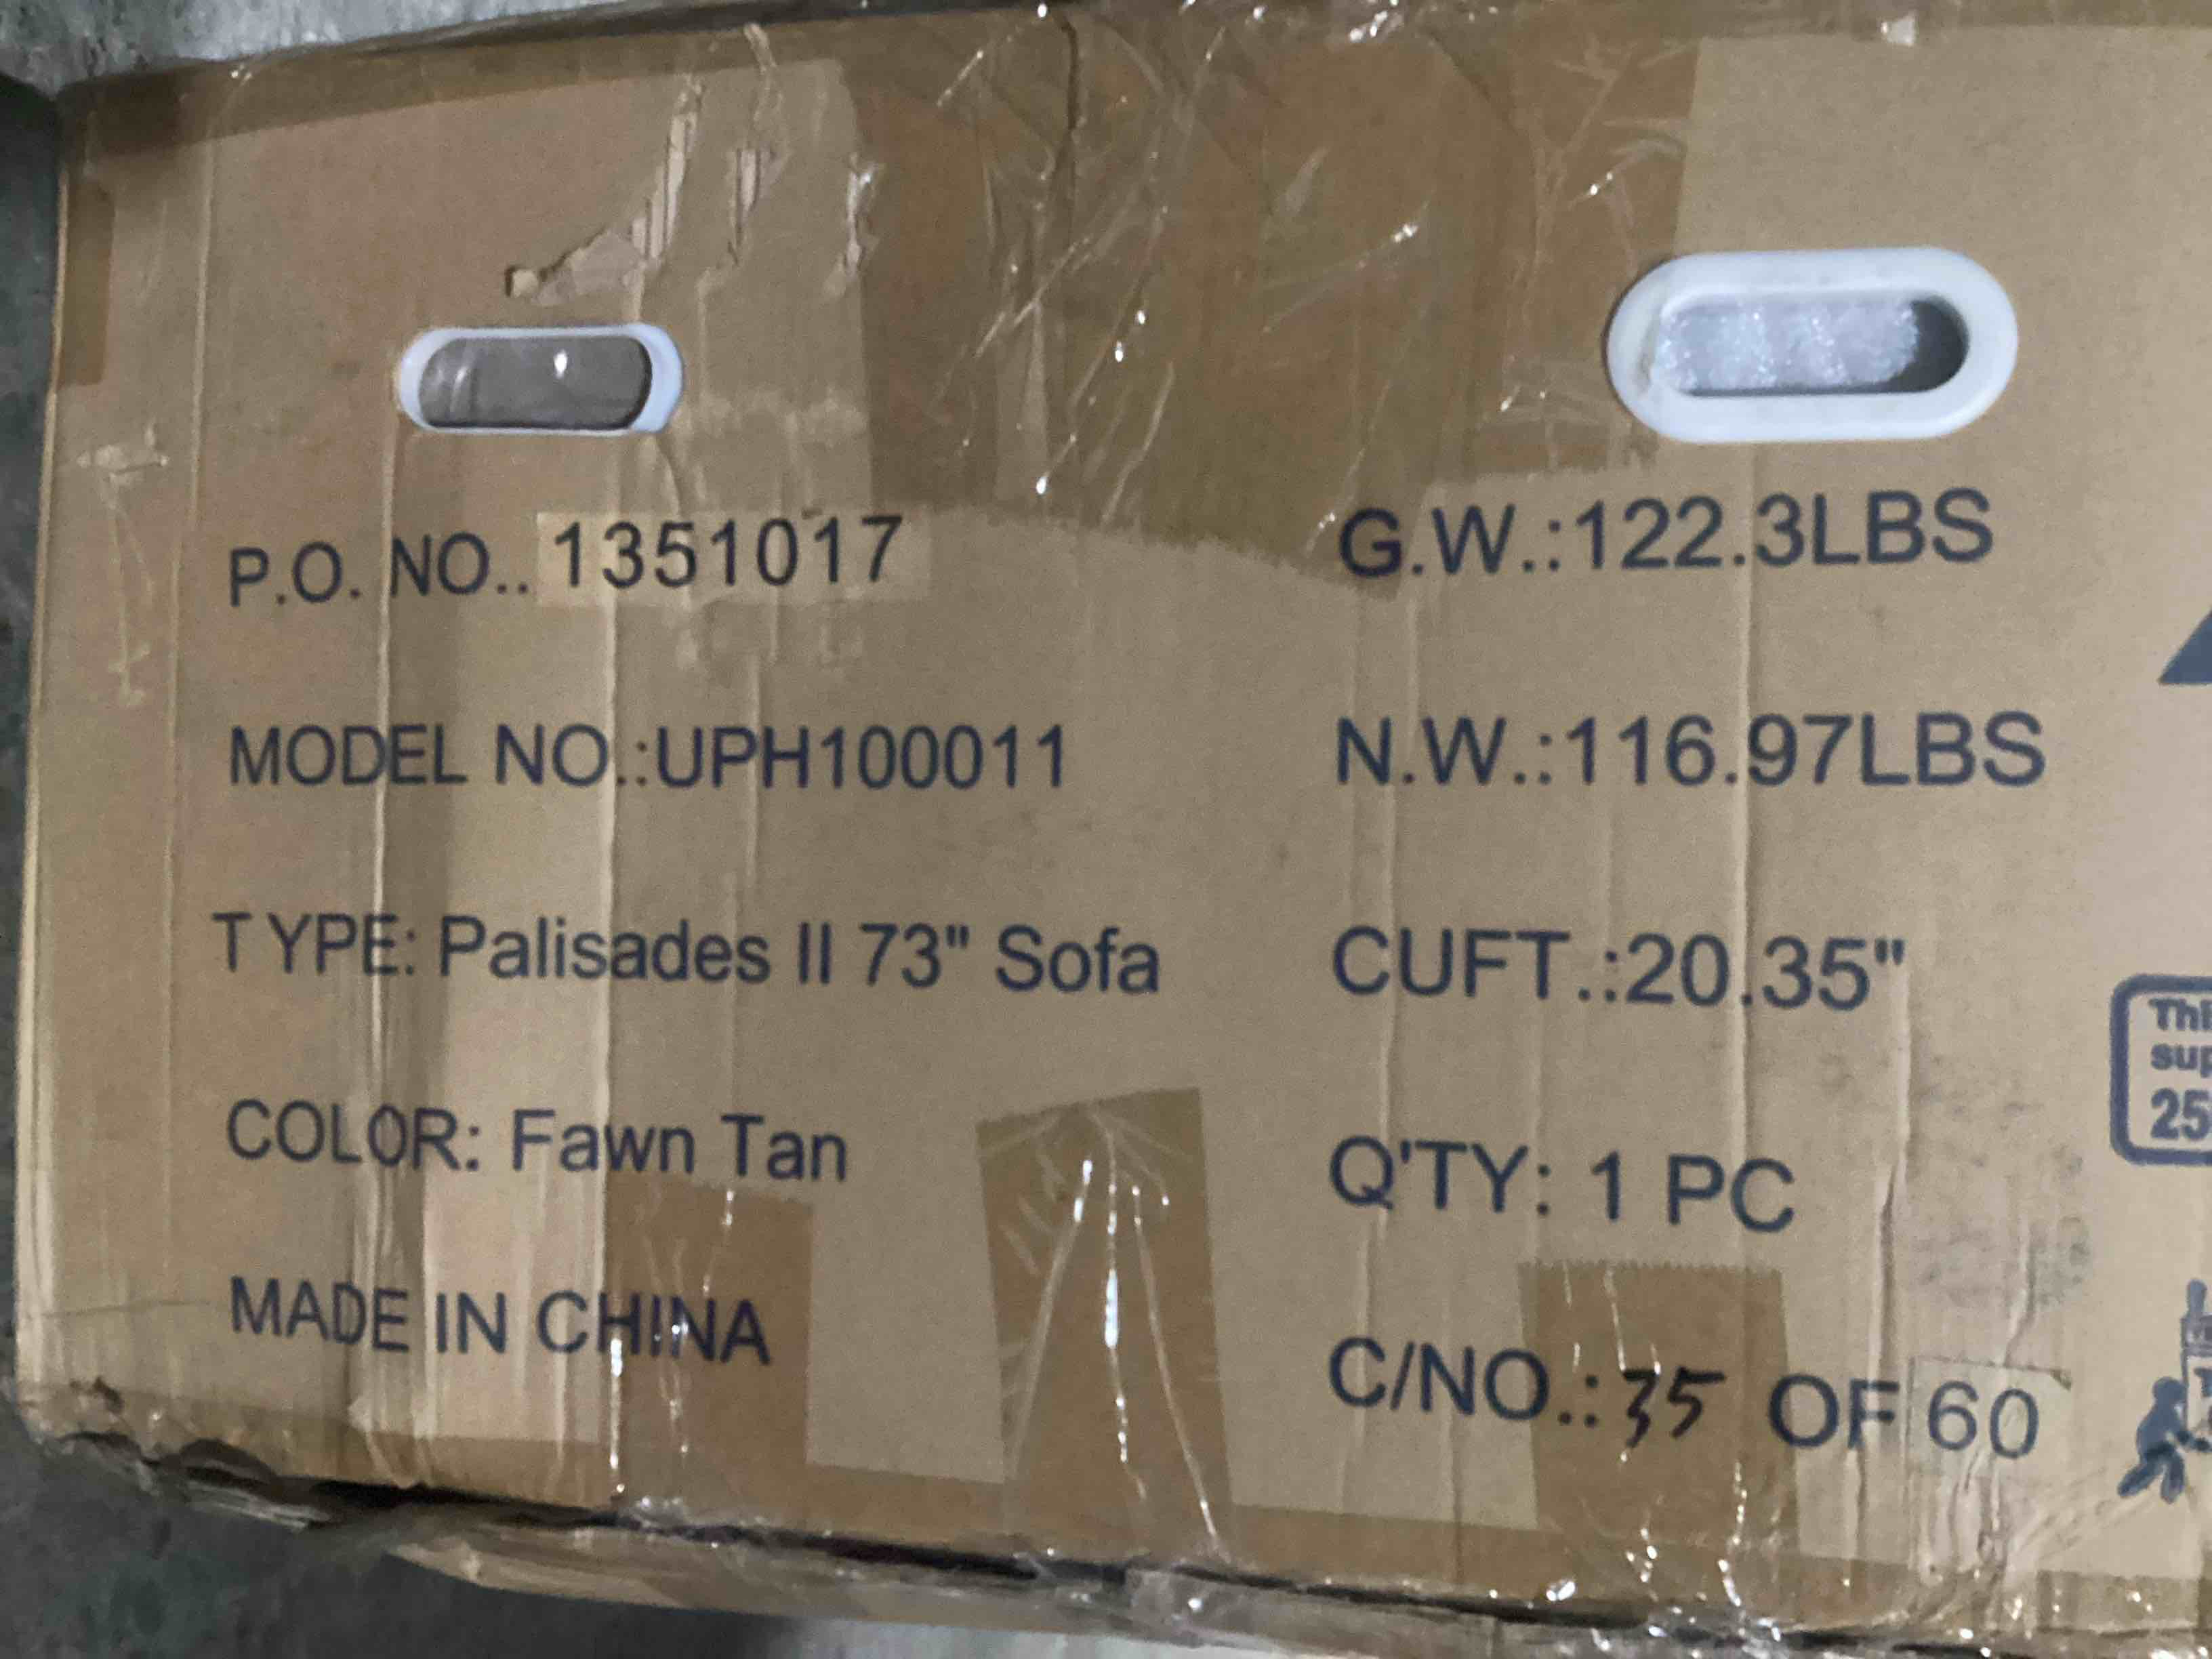 P.O. NO.. 1351017
MODEL NO.:UPH100011
TYPE: Palisades II 73" Sofa
COLOR: Fawn Tan
MADE IN CHINA
G.W.:122.3LBS
N.W.:116.97LBS
CUFT.:20.35"
Q'TY: 1 PC
C/NO.:35 OF 60
25